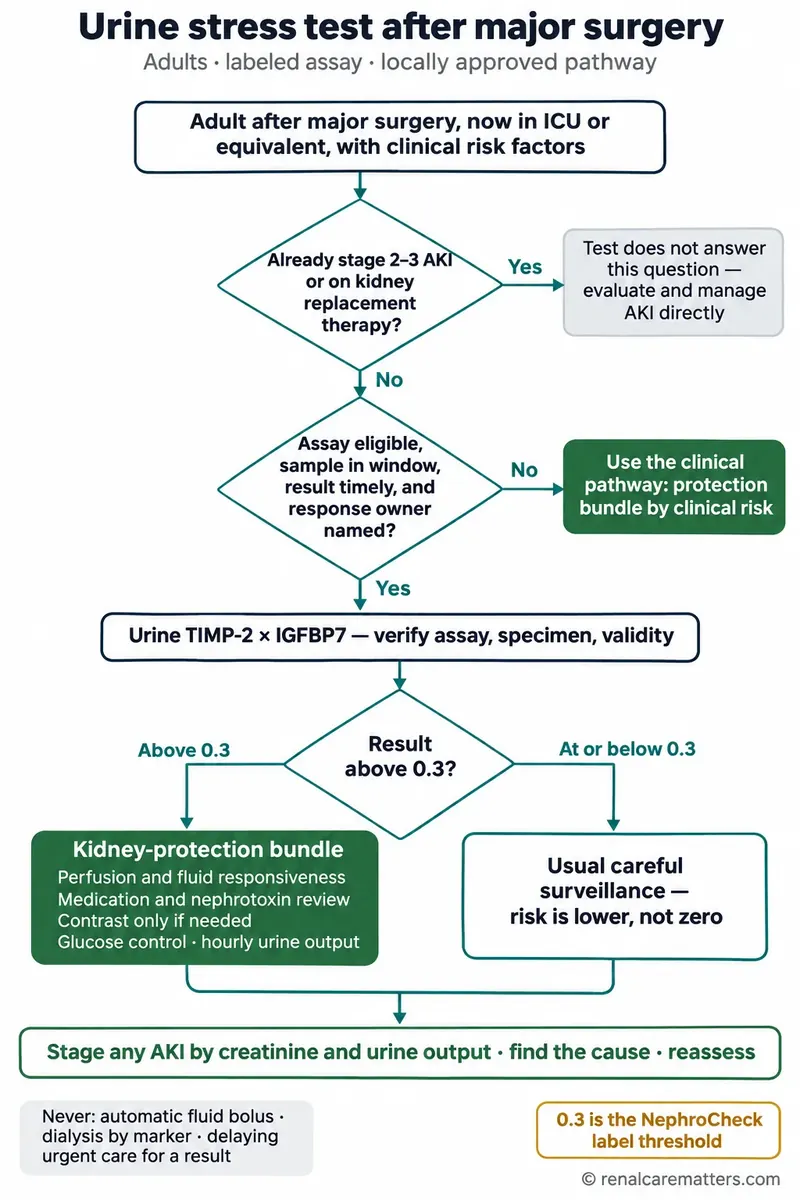 Urine stress test after major surgery
Adults · labeled assay · locally approved pathway
Adult after major surgery, now in ICU or
equivalent, with clinical risk factors
Already stage 2–3 AKI
or on kidney
replacement
therapy?
Yes
Test does not answer
this question —
evaluate and manage
AKI directly
No
Assay eligible,
sample in window,
result timely, and
response owner
named?
No
Use the clinical
pathway: protection
bundle by clinical risk
Yes
Urine TIMP-2 × IGFBP7 — verify assay, specimen, validity
Result
above 0.3?
Above 0.3
At or below 0.3
Kidney-protection bundle
Perfusion and fluid responsiveness
Medication and nephrotoxin review
Contrast only if needed
Glucose control · hourly urine output
Usual careful
surveillance —
risk is lower, not zero
Stage any AKI by creatinine and urine output · find the cause · reassess
Never: automatic fluid bolus ·
dialysis by marker · delaying
urgent care for a result
0.3 is the NephroCheck
label threshold
© renalcarematters.com